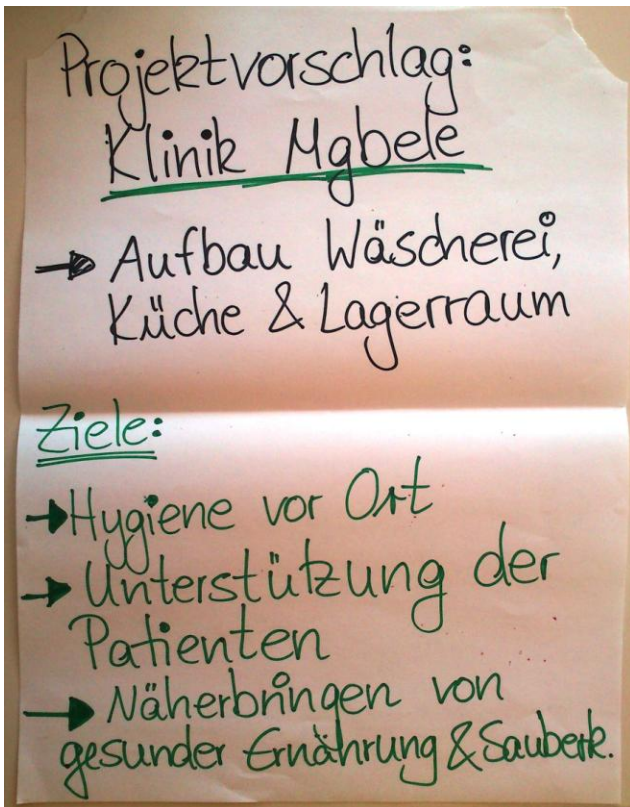 Projektvorschlag:
Klinik Mgbele
→ Aufbau Wäscherei,
Küche & Lagerraum
Ziele:
→ Hygiene vor Ort
→ Unterstützung der
Patienten
→ Näherbringen von
gesunder Ernährung & Sauberk.